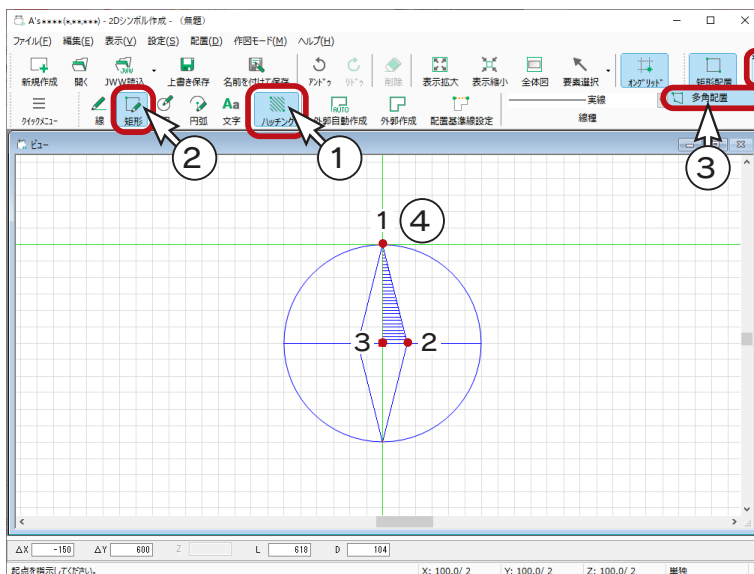 A's****(*,**,***) - 2Dシンボル作成 - （無題）
ファイル(F) 編集(E) 表示(V) 設定(S) 配置(D) 作図モード(M) ヘルプ(H)
新規作成 開く JWW読込 上書き保存 名前を付けて保存 アンドゥ リドゥ 削除 表示拡大 表示縮小 全体図 要素選択 オングリッド 矩形配置
クイックメニュー 線 矩形 円弧 文字 ハッチング 外部自動作成 外郭作成 配置基準線設定 実線 線種 多角配置
② ① ③
ビュー
1 ④
3 2
ΔX -150 ΔY 600 Z L 618 D 104
起点を指示してください。 X: 100.0/ 2 Y: 100.0/ 2 Z: 100.0/ 2 単独